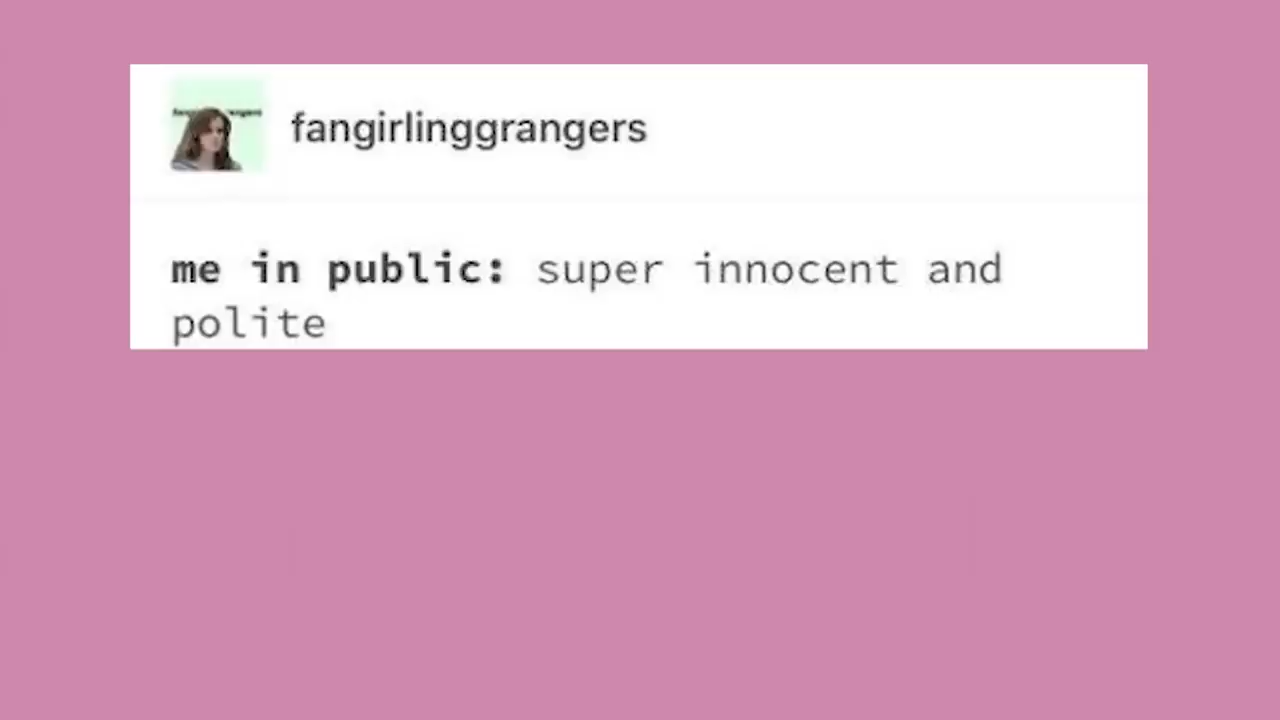 fangirlinggrangers
me in public: super innocent and
polite